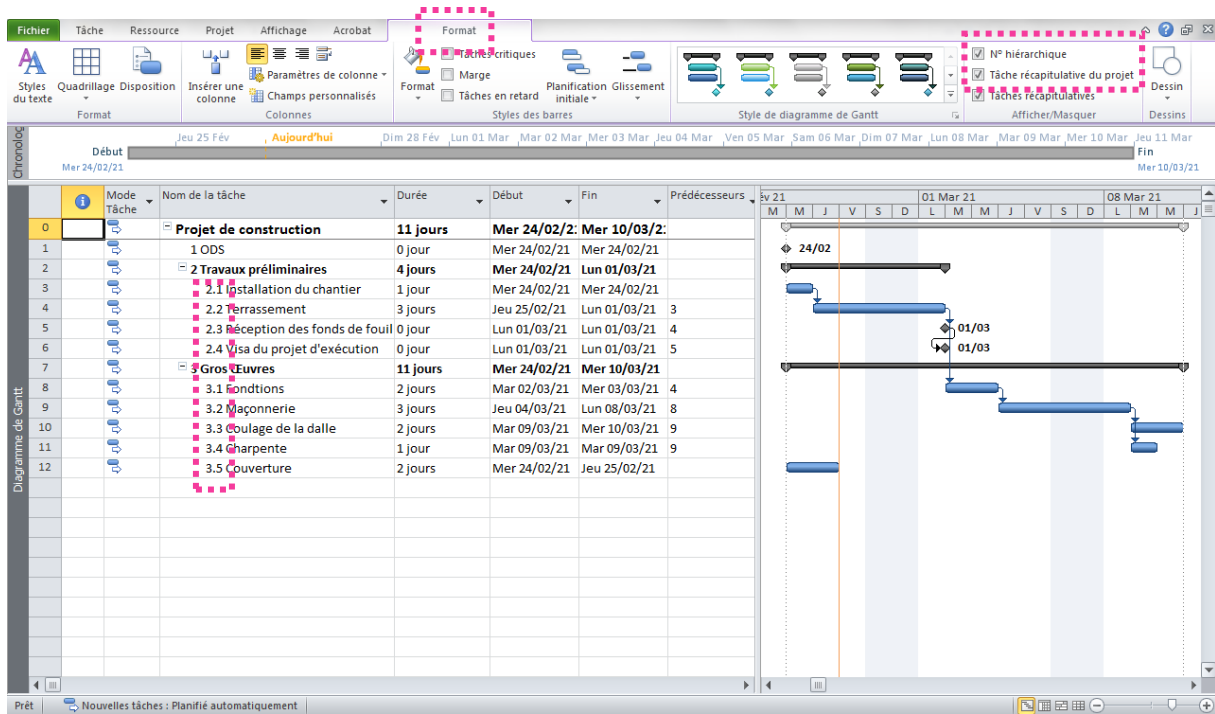 Fichier Tâche Ressource Projet Affichage Acrobat Format
Styles du texte
Quadrillage
Disposition
Format
Insérer une colonne
Paramètres de colonne
Champs personnalisés
Colonnes
Format
Tâches critiques
Marge
Tâches en retard
Planification initiale
Glissement
Styles des barres
Style de diagramme de Gantt
N° hiérarchique
Tâche récapitulative du projet
Tâches récapitulatives
Afficher/Masquer
Dessin
Dessins
Chronolog
Jeu 25 Fév Aujourd'hui Dim 28 Fév Lun 01 Mar Mar 02 Mar Mer 03 Mar Jeu 04 Mar Ven 05 Mar Sam 06 Mar Dim 07 Mar Lun 08 Mar Mar 09 Mar Mer 10 Mar Jeu 11 Mar
Début
Mer 24/02/21
Fin
Mer 10/03/21
Mode Tâche Nom de la tâche Durée Début Fin Prédécesseurs
év 21 01 Mar 21 08 Mar 21
M M J V S D L M M J V S D L M M J
0 Projet de construction 11 jours Mer 24/02/2 Mer 10/03/2
1 1 ODS 0 jour Mer 24/02/21 Mer 24/02/21 24/02
2 2 Travaux préliminaires 4 jours Mer 24/02/21 Lun 01/03/21
3 2.1 Installation du chantier 1 jour Mer 24/02/21 Mer 24/02/21
4 2.2 Terrassement 3 jours Jeu 25/02/21 Lun 01/03/21 3
5 2.3 Réception des fonds de fouil 0 jour Lun 01/03/21 Lun 01/03/21 4 01/03
6 2.4 Visa du projet d'exécution 0 jour Lun 01/03/21 Lun 01/03/21 5 01/03
7 3 Gros Œuvres 11 jours Mer 24/02/21 Mer 10/03/21
8 3.1 Fondtions 2 jours Mar 02/03/21 Mer 03/03/21 4
9 3.2 Maçonnerie 3 jours Jeu 04/03/21 Lun 08/03/21 8
10 3.3 Coulage de la dalle 2 jours Mar 09/03/21 Mer 10/03/21 9
11 3.4 Charpente 1 jour Mar 09/03/21 Mar 09/03/21 9
12 3.5 Couverture 2 jours Mer 24/02/21 Jeu 25/02/21
Diagramme de Gantt
Prêt Nouvelles tâches : Planifié automatiquement